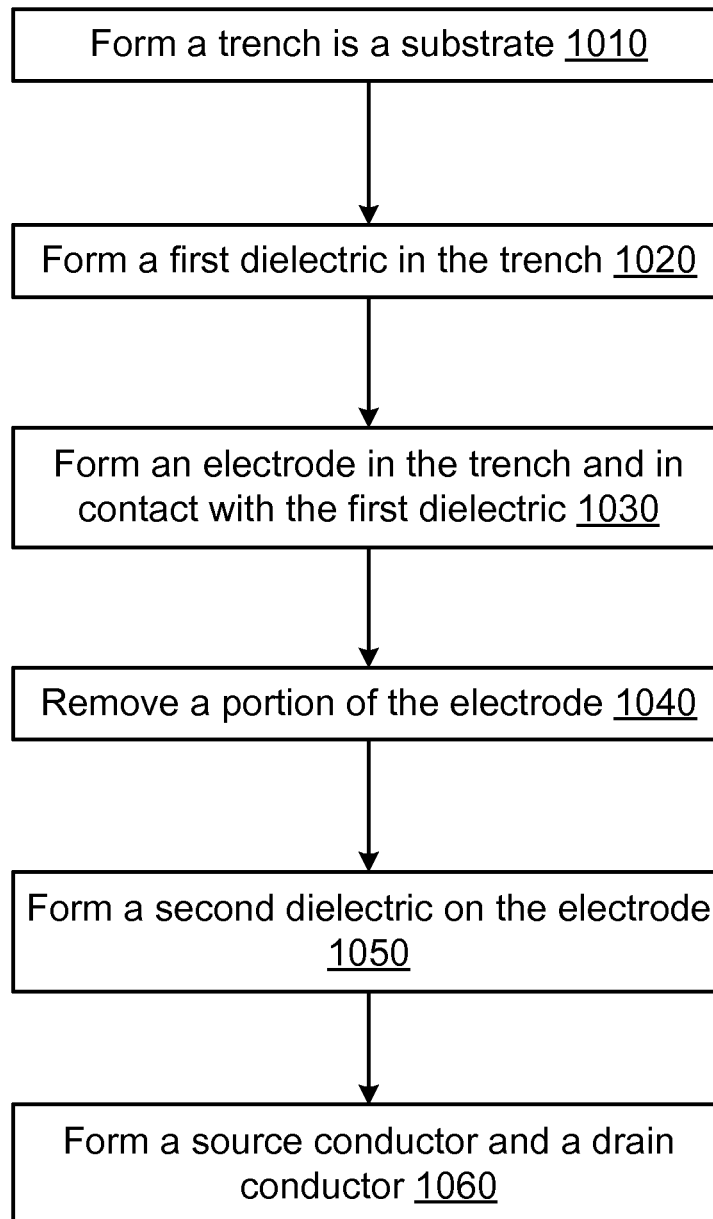 Form a trench is a substrate 1010
Form a first dielectric in the trench 1020
Form an electrode in the trench and in
contact with the first dielectric 1030
Remove a portion of the electrode 1040
Form a second dielectric on the electrode
1050
Form a source conductor and a drain
conductor 1060